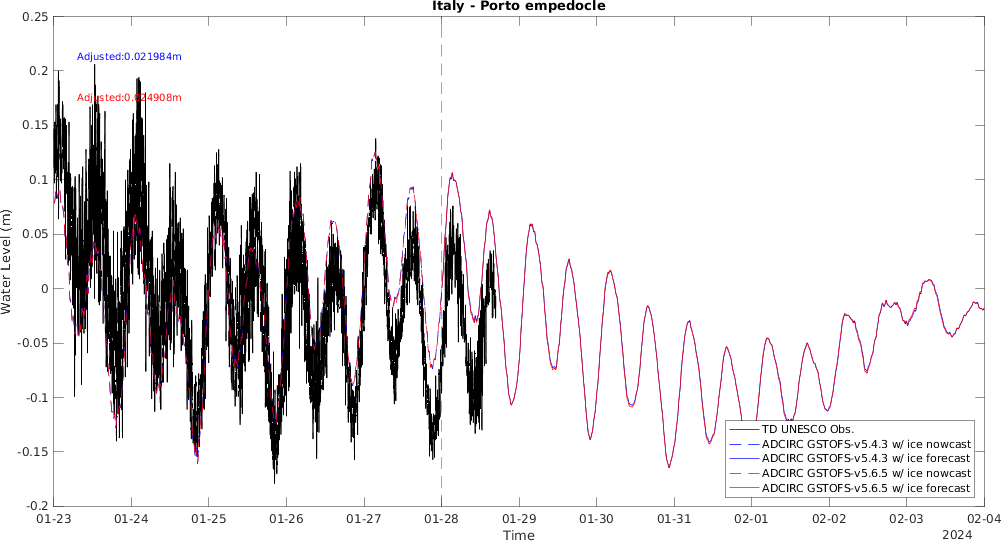 Italy - Porto empedocle
Adjusted:0.021984m
Adjusted:0.024908m
Water Level (m)
0.25
0.2
0.15
0.1
0.05
0
-0.05
-0.1
-0.15
-0.2
TD UNESCO Obs.
ADCIRC GSTOFS-v5.4.3 w/ ice nowcast
ADCIRC GSTOFS-v5.4.3 w/ ice forecast
ADCIRC GSTOFS-v5.6.5 w/ ice nowcast
ADCIRC GSTOFS-v5.6.5 w/ ice forecast
01-23 01-24 01-25 01-26 01-27 01-28 01-29 01-30 01-31 02-01 02-02 02-03 02-04
Time
2024